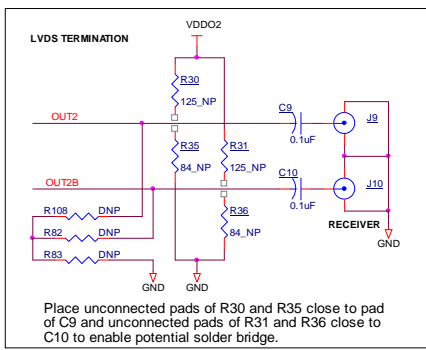 VDDO2
LVDS TERMINATION
R30
125_NP
C9
J9
OUT2
0.1uF
R35
R31
84_NP
125_NP
C10
J10
OUT2B
0.1uF
R108
DNP
R36
RECEIVER
R82
DNP
84_NP
R83
DNP
GND
GND
GND
Place unconnected pads of R30 and R35 close to pad
of C9 and unconnected pads of R31 and R36 close to
C10 to enable potential solder bridge.